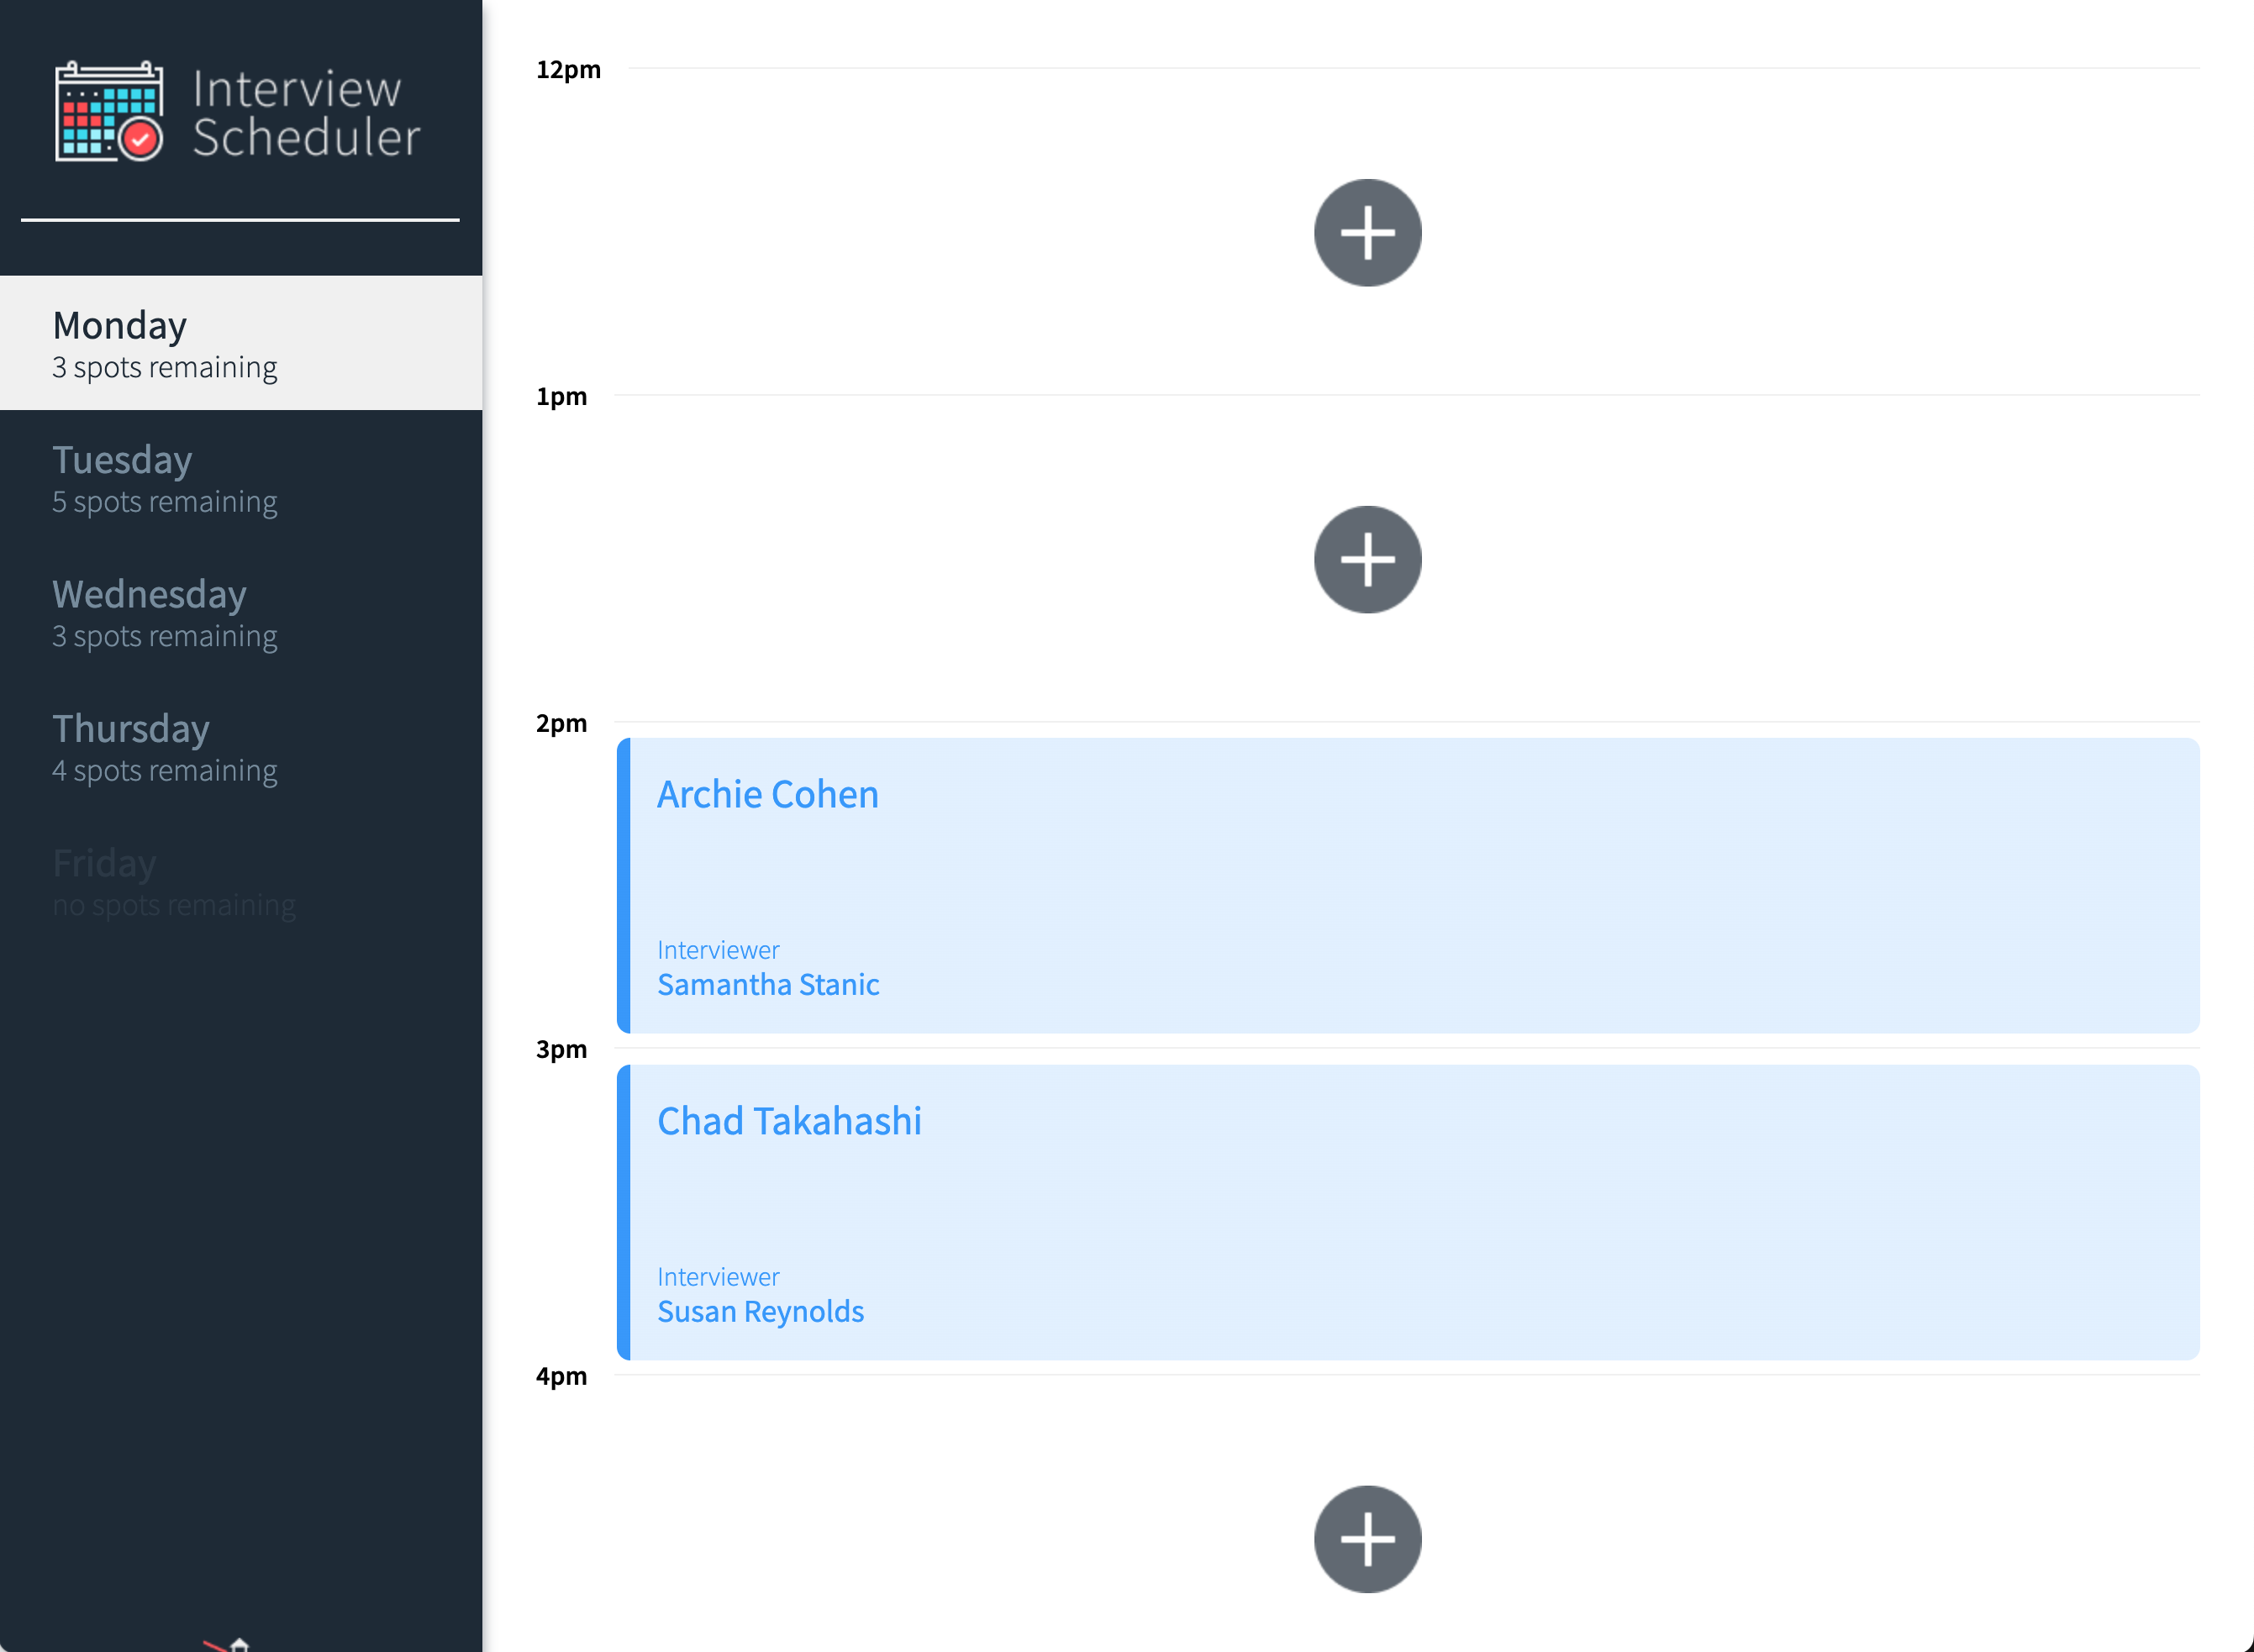 Interview
Scheduler
Monday
3 spots remaining
Tuesday
5 spots remaining
Wednesday
3 spots remaining
Thursday
4 spots remaining
Friday
no spots remaining
12pm
1pm
2pm
Archie Cohen
Interviewer
Samantha Stanic
3pm
Chad Takahashi
Interviewer
Susan Reynolds
4pm